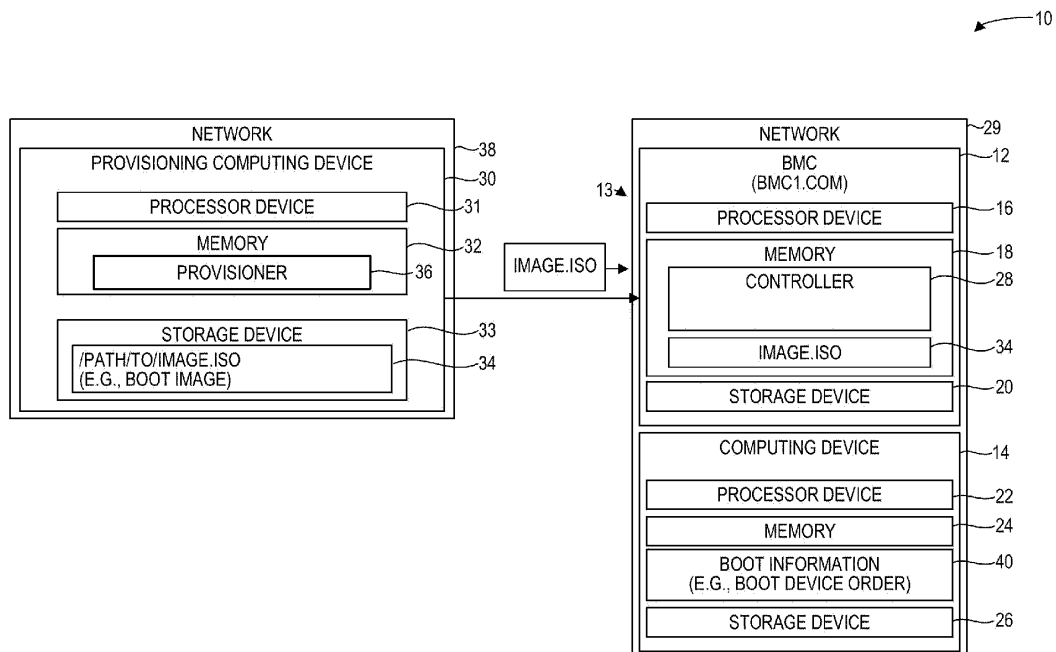 10
NETWORK
38
PROVISIONING COMPUTING DEVICE
30
PROCESSOR DEVICE
31
MEMORY
32
PROVISIONER
36
STORAGE DEVICE
33
/PATH/TO/IMAGE.ISO
(E.G., BOOT IMAGE)
34
IMAGE.ISO
NETWORK
29
13
BMC
(BMC1.COM)
12
PROCESSOR DEVICE
16
MEMORY
18
CONTROLLER
28
IMAGE.ISO
34
STORAGE DEVICE
20
COMPUTING DEVICE
14
PROCESSOR DEVICE
22
MEMORY
24
BOOT INFORMATION
(E.G., BOOT DEVICE ORDER)
40
STORAGE DEVICE
26